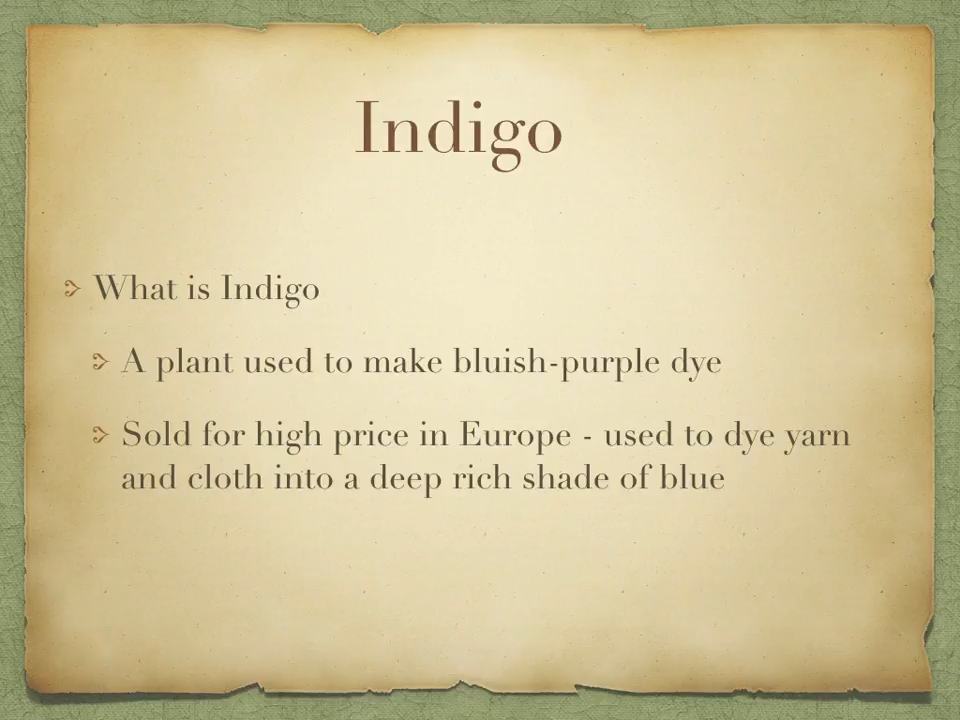 Indigo
What is Indigo
A plant used to make bluish-purple dye
Sold for high price in Europe - used to dye yarn
and cloth into a deep rich shade of blue